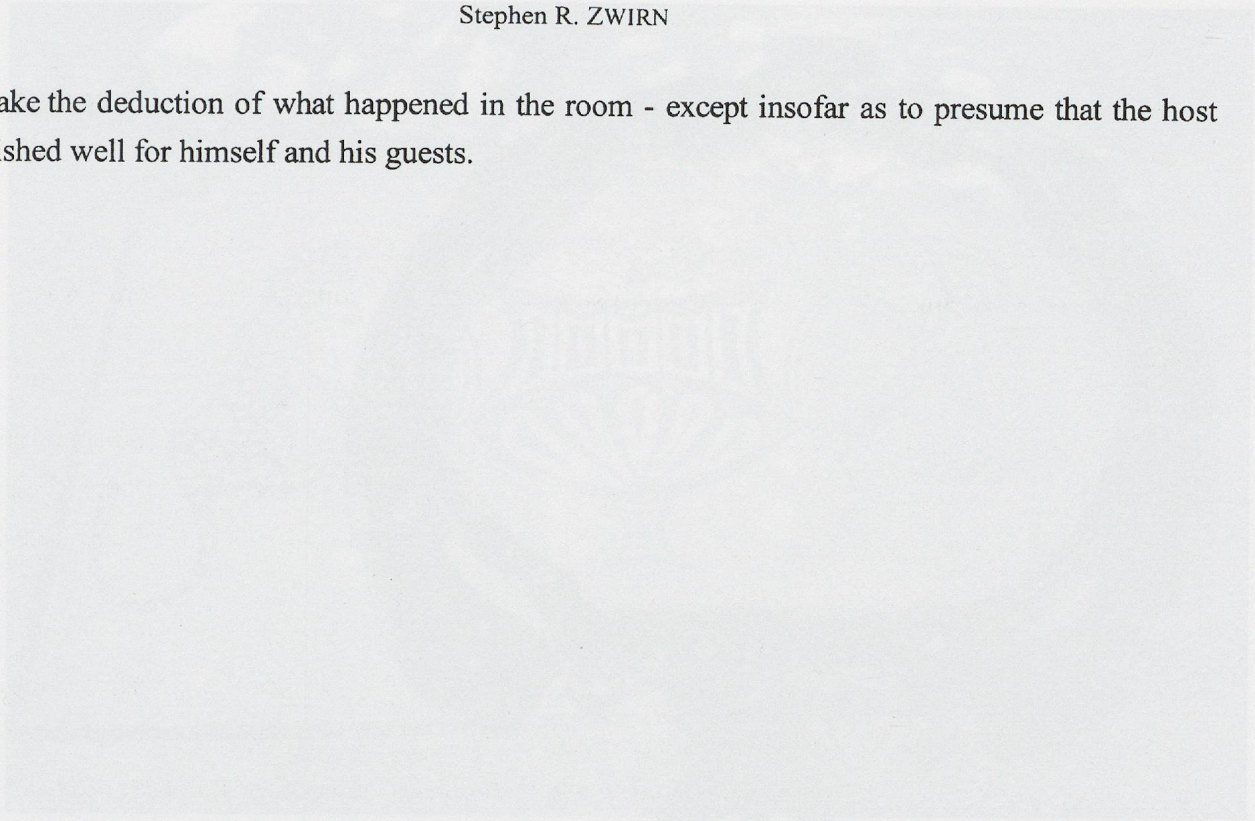 Stephen R. ZWIRN
ake the deduction of what happened in the room - except insofar as to presume that the host
shed well for himself and his guests.